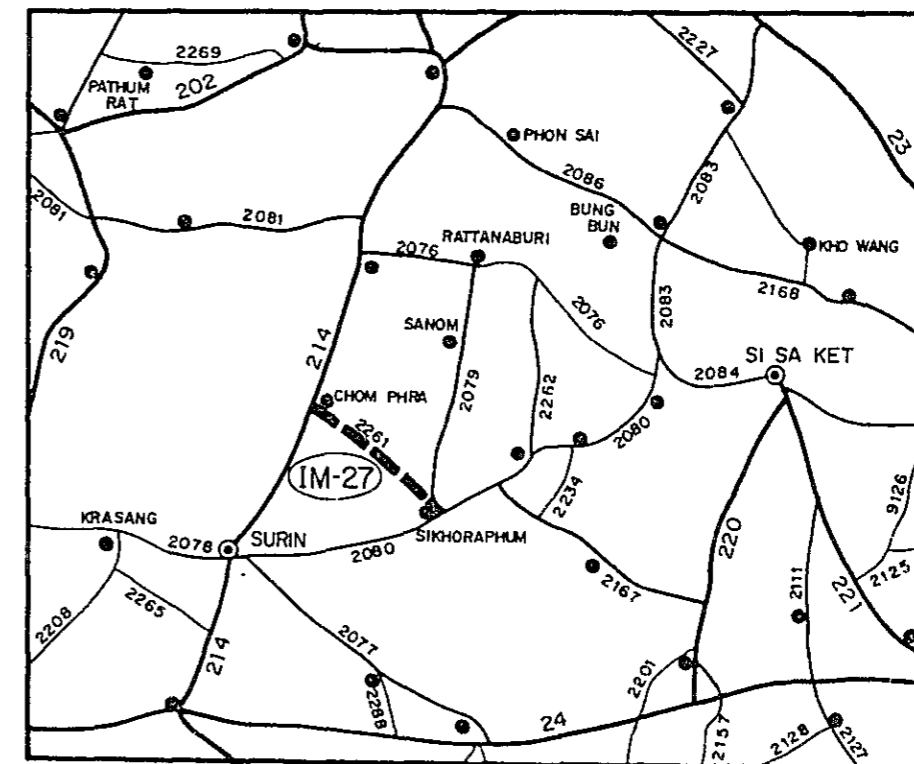 2269
2227
PATHUM
RAT
202
23
PHON SAI
2086
2083
2081
2081
BUNG
BUN
RATTANABURI
KHO WANG
2076
2168
2076
2083
219
214
SANOM
SI SA KET
2084
CHOM PHRA
2079
2262
2261
2080
IM-27
2234
9126
KRASANG
2078
SURIN
2080
SIKHORAPHUM
220
2167
2111
221
2125
2208
2265
214
2077
2201
2288
24
2157
2128
2127